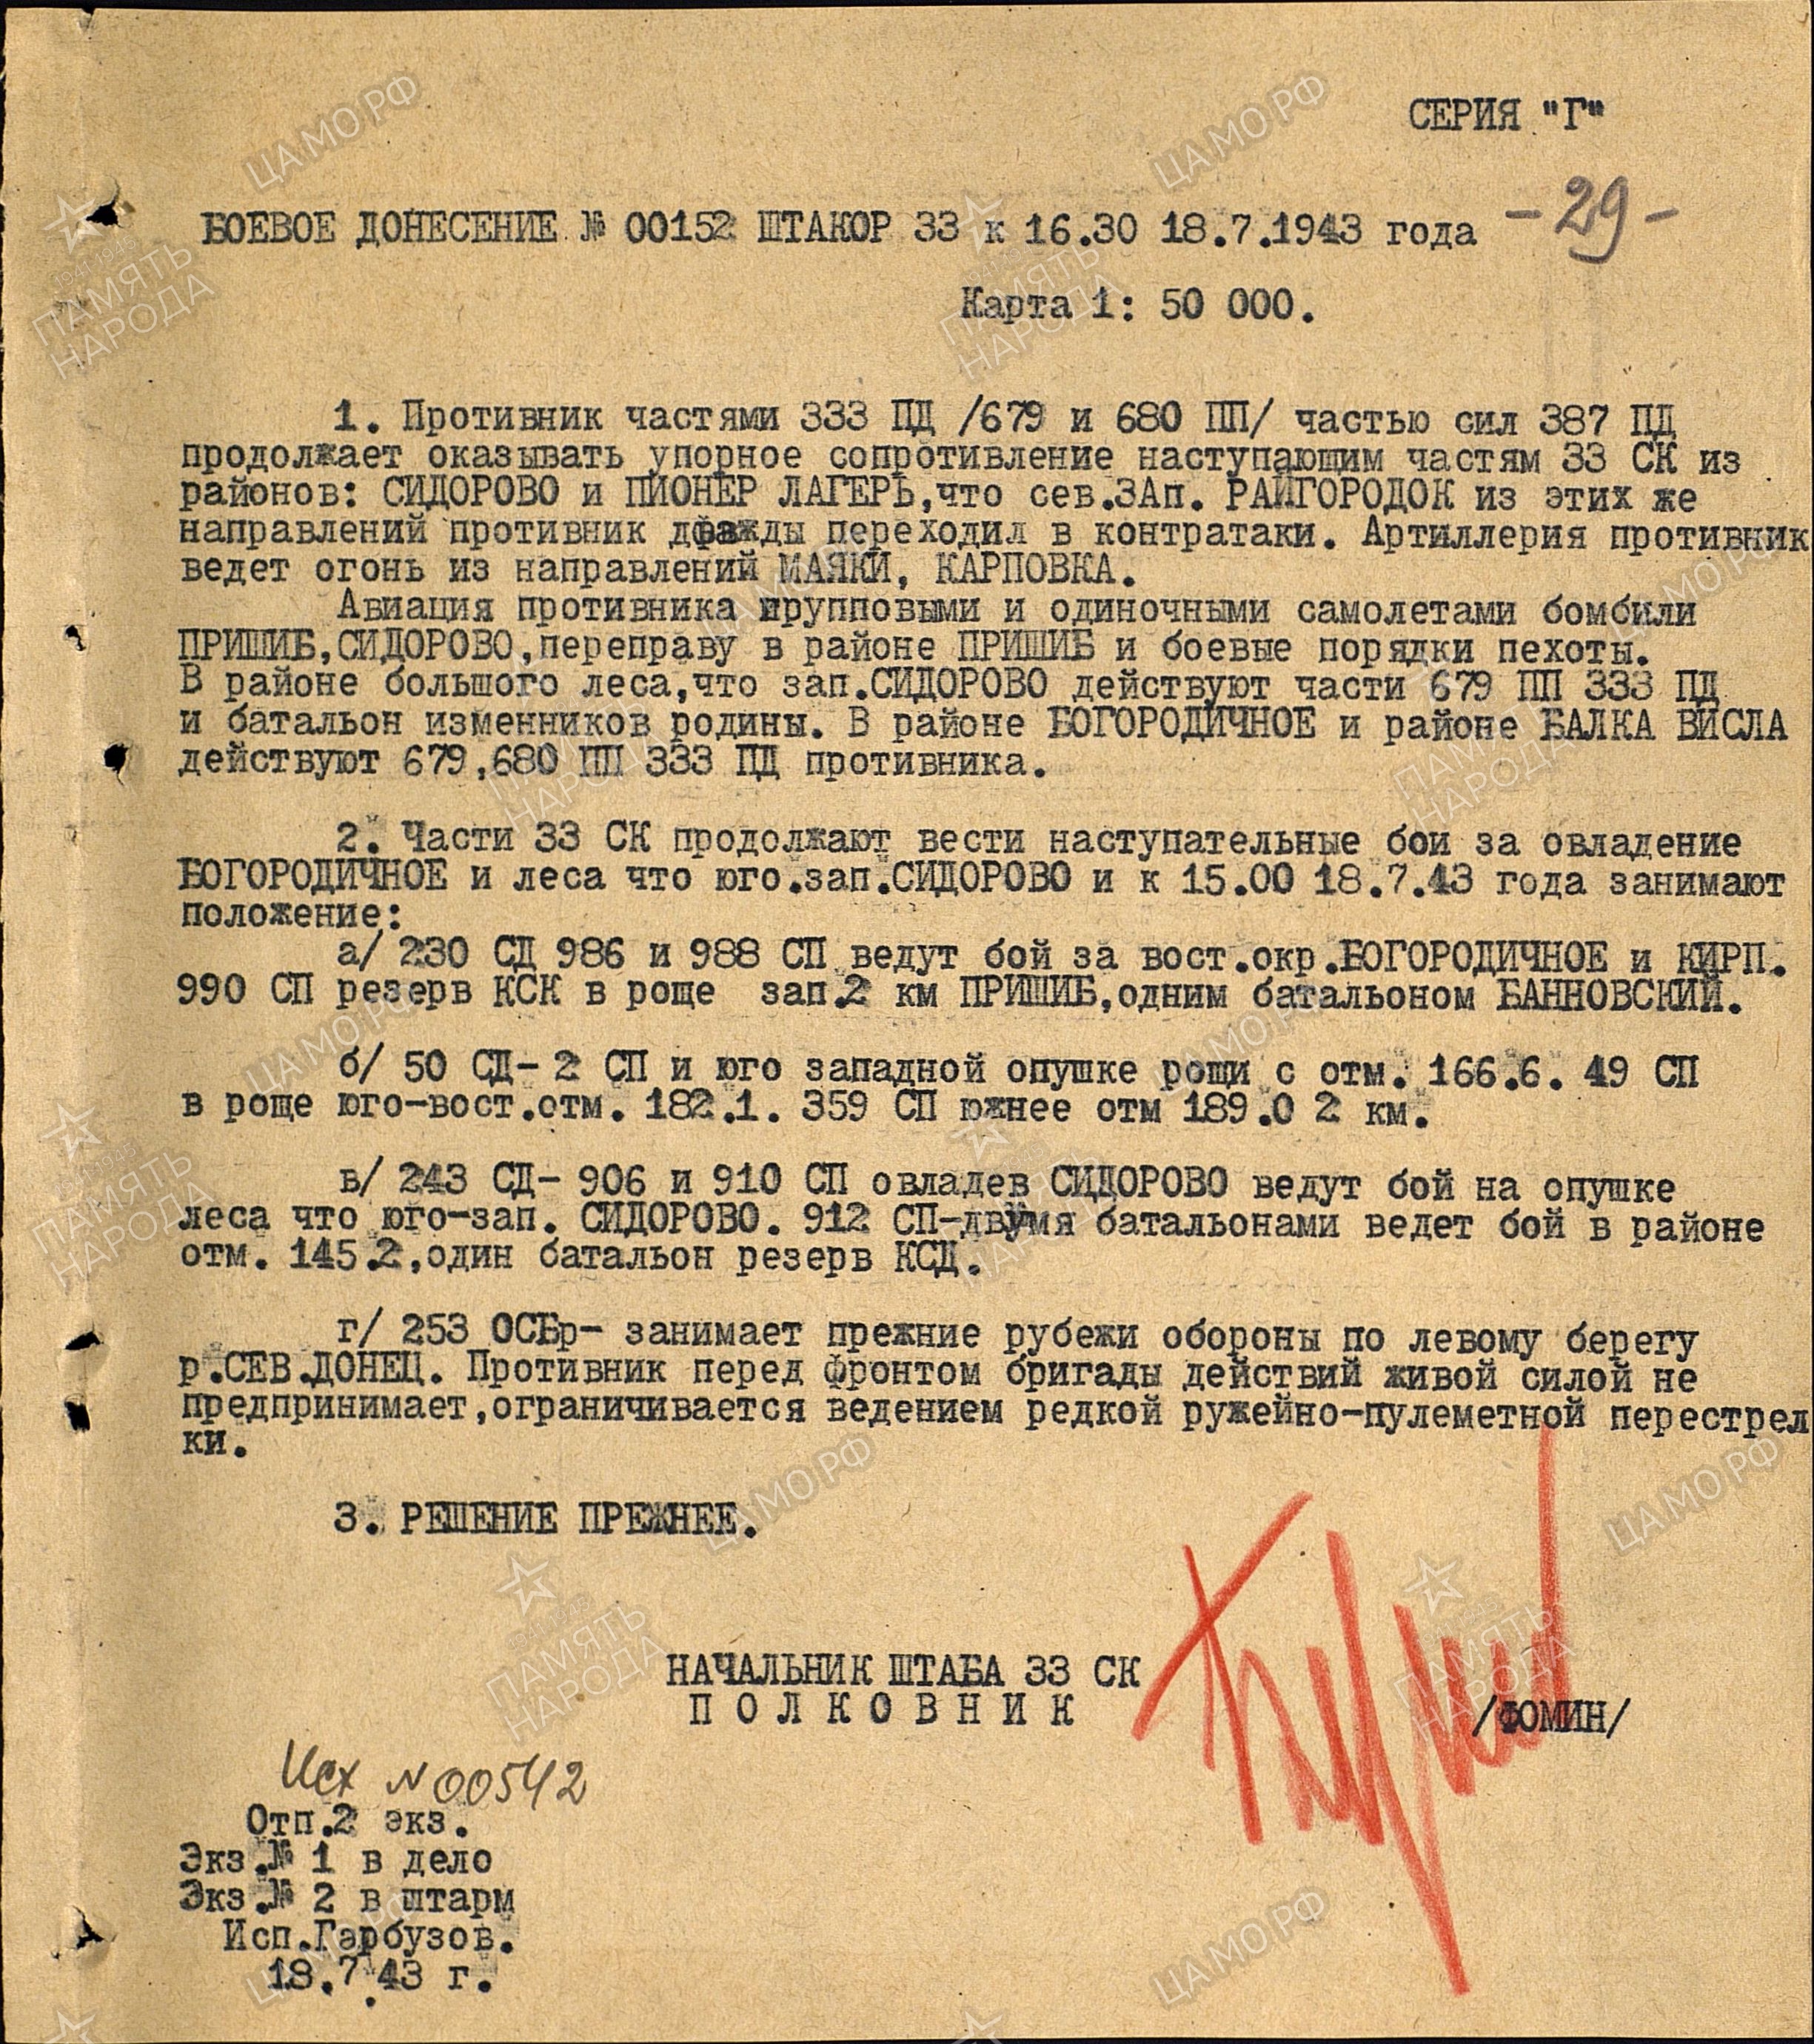 СЕРИЯ "Г"
БОЕВОЕ ДОНЕСЕНИЕ № 00152 ШТАКОР 33 к 16.30 18.7.1943 года -29-
Карта 1: 50 000.
1. Противник частями 333 ПД /679 и 680 ПП/ частью сил 387 ПД
продолжает оказывать упорное сопротивление наступающим частям 33 СК из
районов: СИДОРОВО и ПИОНЕР ЛАГЕРЬ,что сев.ЗАп. РАЙГОРОДОК из этих же
направлений противник дважды переходил в контратаки. Артиллерия противник
ведет огонь из направлений МАЯКИ, КАРПОВКА.
Авиация противника групповыми и одиночными самолетами бомбили
ПРИШИБ,СИДОРОВО,переправу в районе ПРИШИБ и боевые порядки пехоты.
В районе большого леса,что зап.СИДОРОВО действуют части 679 ПП 333 ПД
и батальон изменников родины. В районе БОГОРОДИЧНОЕ и районе БАЛКА ВИСЛА
действуют 679,680 ПП 333 ПД противника.
2. Части 33 СК продолжают вести наступательные бои за овладение
БОГОРОДИЧНОЕ и леса что юго.зап.СИДОРОВО и к 15.00 18.7.43 года занимают
положение:
а/ 230 СД 986 и 988 СП ведут бой за вост.окр.БОГОРОДИЧНОЕ и КИРП.
990 СП резерв КСК в роще зап.2 км ПРИШИБ,одним батальоном БАННОВСКИЙ.
б/ 50 СД- 2 СП и юго западной опушке рощи с отм. 166.6. 49 СП
в роще юго-вост.отм. 182.1. 359 СП южнее отм 189.0 2 км.
в/ 243 СД- 906 и 910 СП овладев СИДОРОВО ведут бой на опушке
леса что юго-зап. СИДОРОВО. 912 СП-двумя батальонами ведет бой в районе
отм. 145.2,один батальон резерв КСД.
г/ 253 ОСБр- занимает прежние рубежи обороны по левому берегу
р.СЕВ.ДОНЕЦ. Противник перед фронтом бригады действий живой силой не
предпринимает,ограничивается ведением редкой ружейно-пулеметной перестрел
ки.
3. РЕШЕНИЕ ПРЕЖНЕЕ.
НАЧАЛЬНИК ШТАБА 33 СК
П О Л К О В Н И К /ФОМИН/
Исх N 00542
Отп.2 экз.
Экз.№ 1 в дело
Экз.№ 2 в штарм
Исп.Гарбузов.
18.7.43 г.
ЦАМО РФ
1941-1945
ПАМЯТЬ
НАРОДА